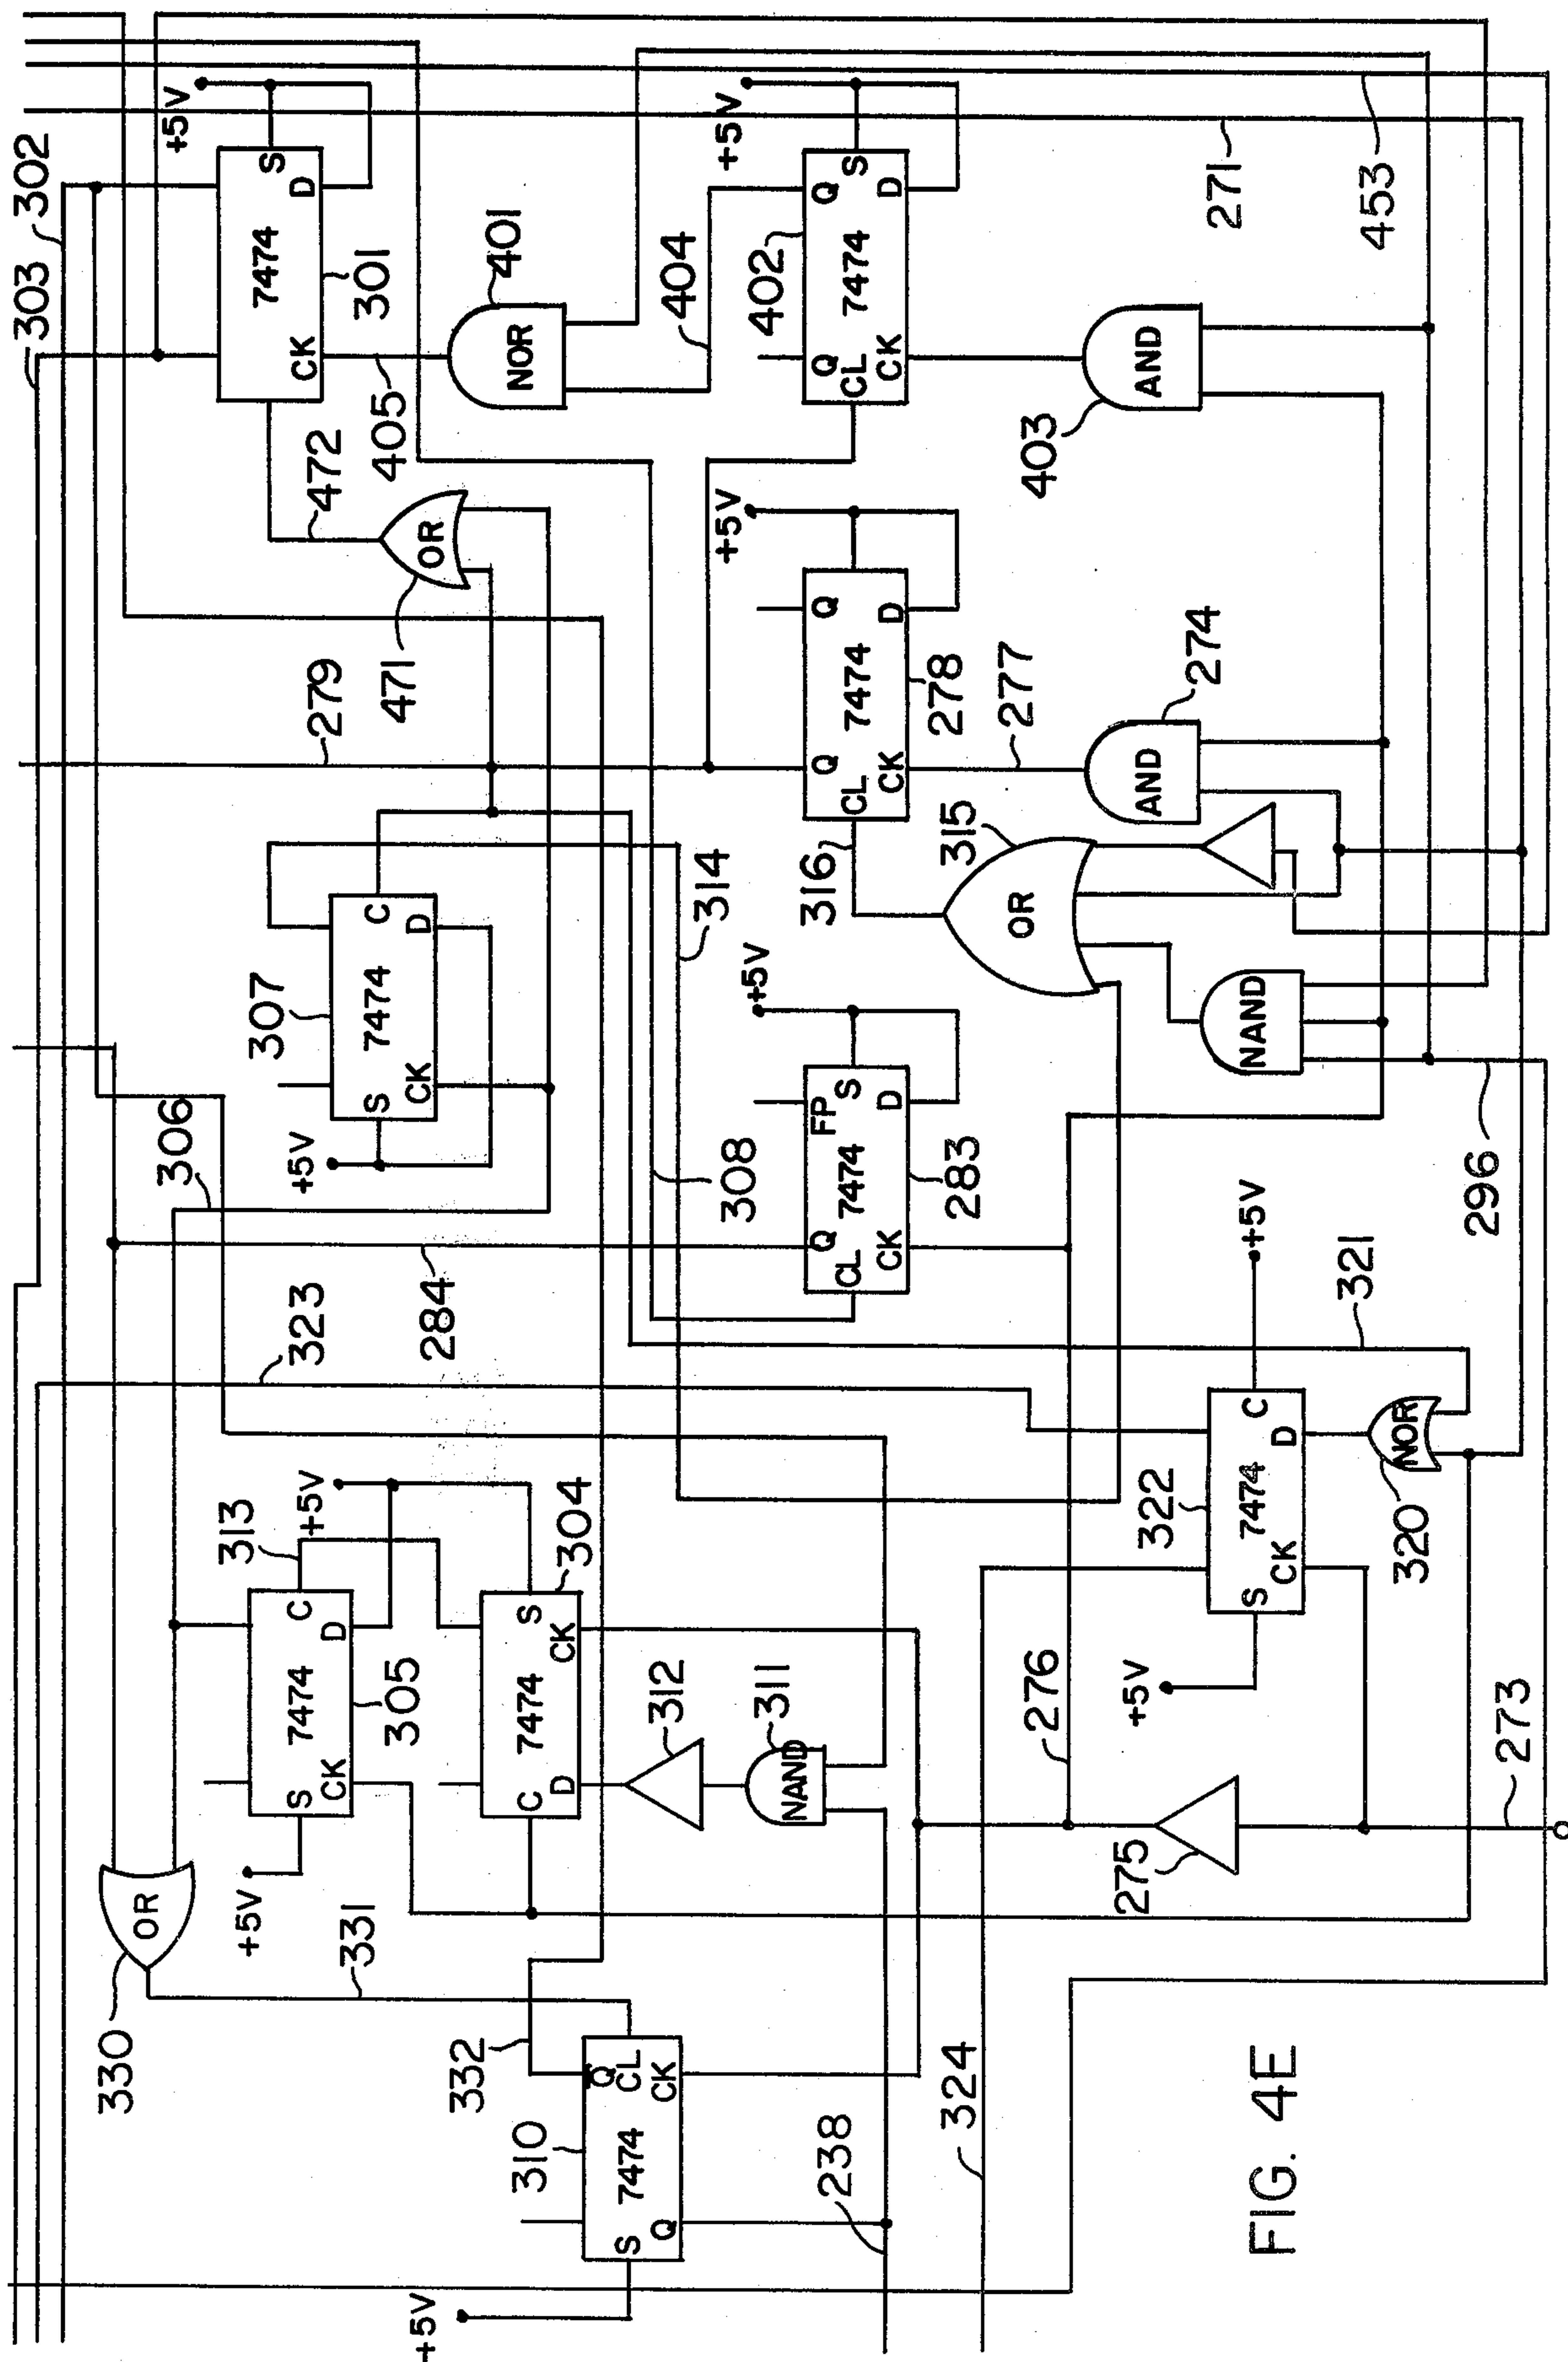 303
302
+5V
S
D
7474
CK
301
405
472
OR
471
279
NOR
401
404
+5V
402
Q
S
7474
Q
CL
CK
D
AND
403
271
453
+5V
Q
D
7474
278
Q
CL
CK
277
274
AND
315
316
OR
NAND
296
307
C
D
7474
S
CK
+5V
306
314
308
+5V
FP
S
D
7474
283
Q
CL
CK
284
323
321
+5V
322
C
D
7474
S
CK
NOR
320
+5V
313
+5V
C
D
7474
305
S
CK
+5V
304
S
CK
7474
C
D
312
311
NAND
276
275
273
OR
330
331
332
310
Q
CL
CK
7474
S
Q
+5V
238
324
FIG. 4E